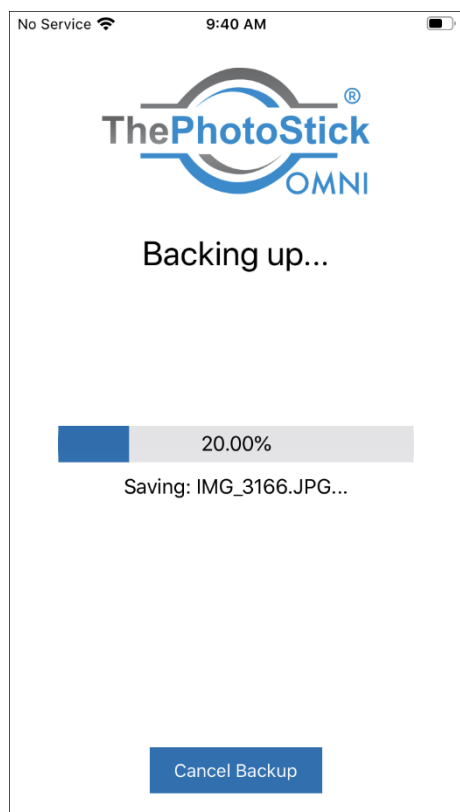 No Service
9:40 AM
ThePhotoStick®
OMNI
Backing up...
20.00%
Saving: IMG_3166.JPG...
Cancel Backup